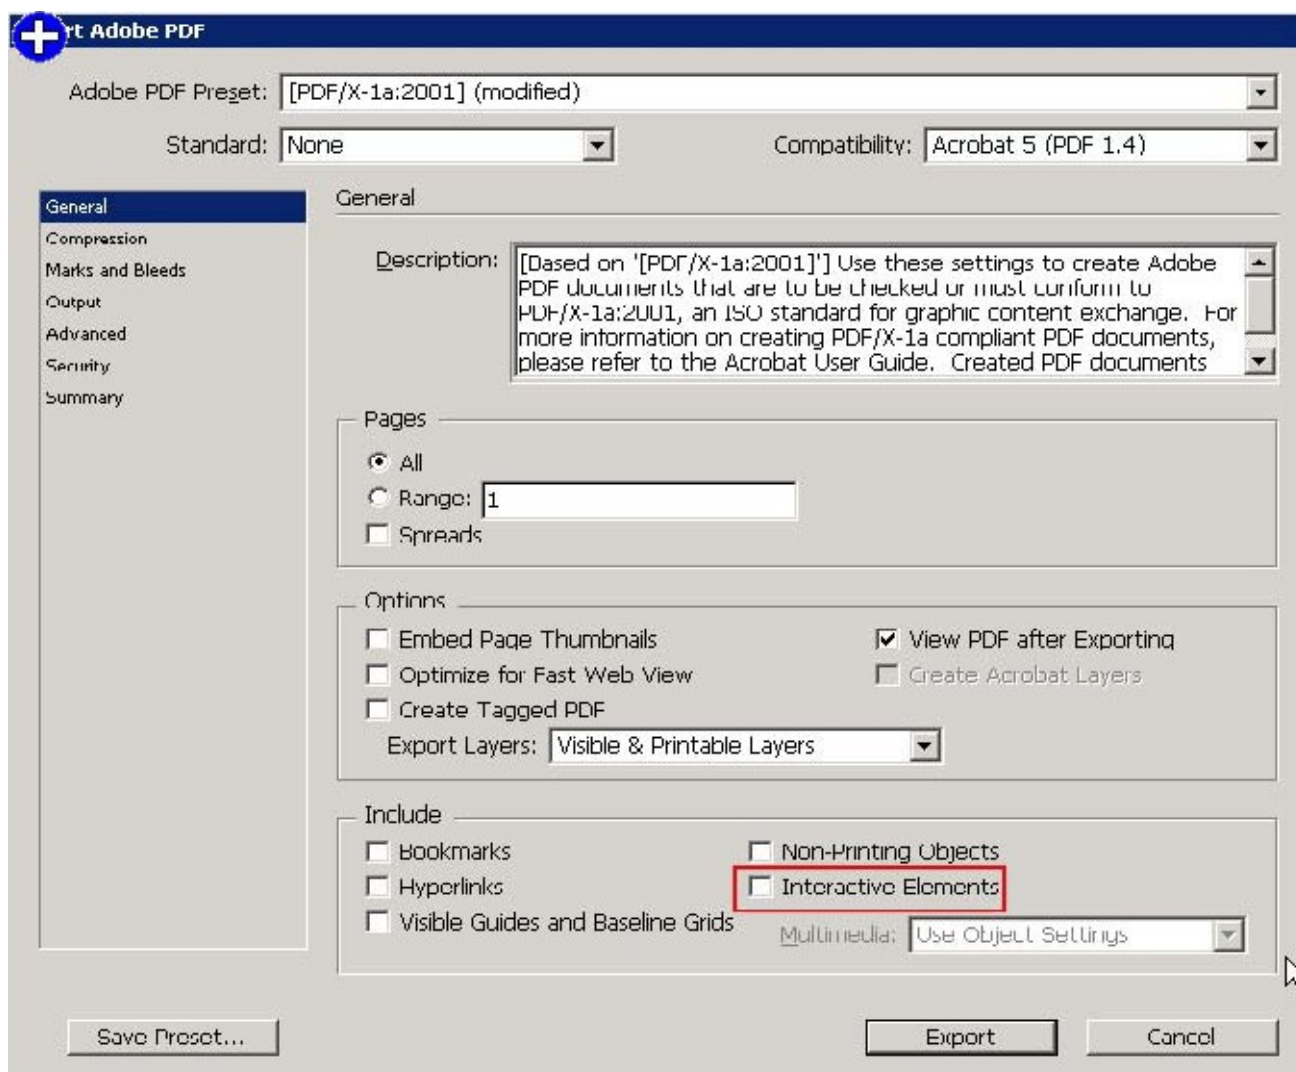 rt Adobe PDF
Adobe PDF Preset: [PDF/X-1a:2001] (modified)
Standard: None Compatibility: Acrobat 5 (PDF 1.4)
General
Compression
Marks and Bleeds
Output
Advanced
Security
Summary
General
Description: [Based on '[PDF/X-1a:2001]'] Use these settings to create Adobe
PDF documents that are to be checked or must conform to
PDF/X-1a:2001, an ISO standard for graphic content exchange. For
more information on creating PDF/X-1a compliant PDF documents,
please refer to the Acrobat User Guide. Created PDF documents
Pages
All
Range: 1
Spreads
Options
Embed Page Thumbnails View PDF after Exporting
Optimize for Fast Web View Create Acrobat Layers
Create Tagged PDF
Export Layers: Visible & Printable Layers
Include
Bookmarks Non-Printing Objects
Hyperlinks Interactive Elements
Visible Guides and Baseline Grids Multimedia: Use Object Settings
Save Preset... Export Cancel